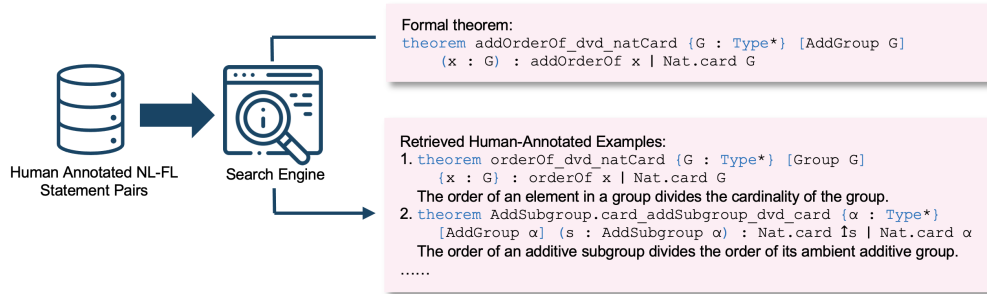 Formal theorem:
theorem addOrderOf_dvd_natCard {G : Type*} [AddGroup G]
(x : G) : addOrderOf x | Nat.card G
Human Annotated NL-FL
Statement Pairs
Search Engine
Retrieved Human-Annotated Examples:
1. theorem orderOf_dvd_natCard {G : Type*} [Group G]
{x : G} : orderOf x | Nat.card G
The order of an element in a group divides the cardinality of the group.
2. theorem AddSubgroup.card_addSubgroup_dvd_card {α : Type*}
[AddGroup α] (s : AddSubgroup α) : Nat.card ↥s | Nat.card α
The order of an additive subgroup divides the order of its ambient additive group.
……